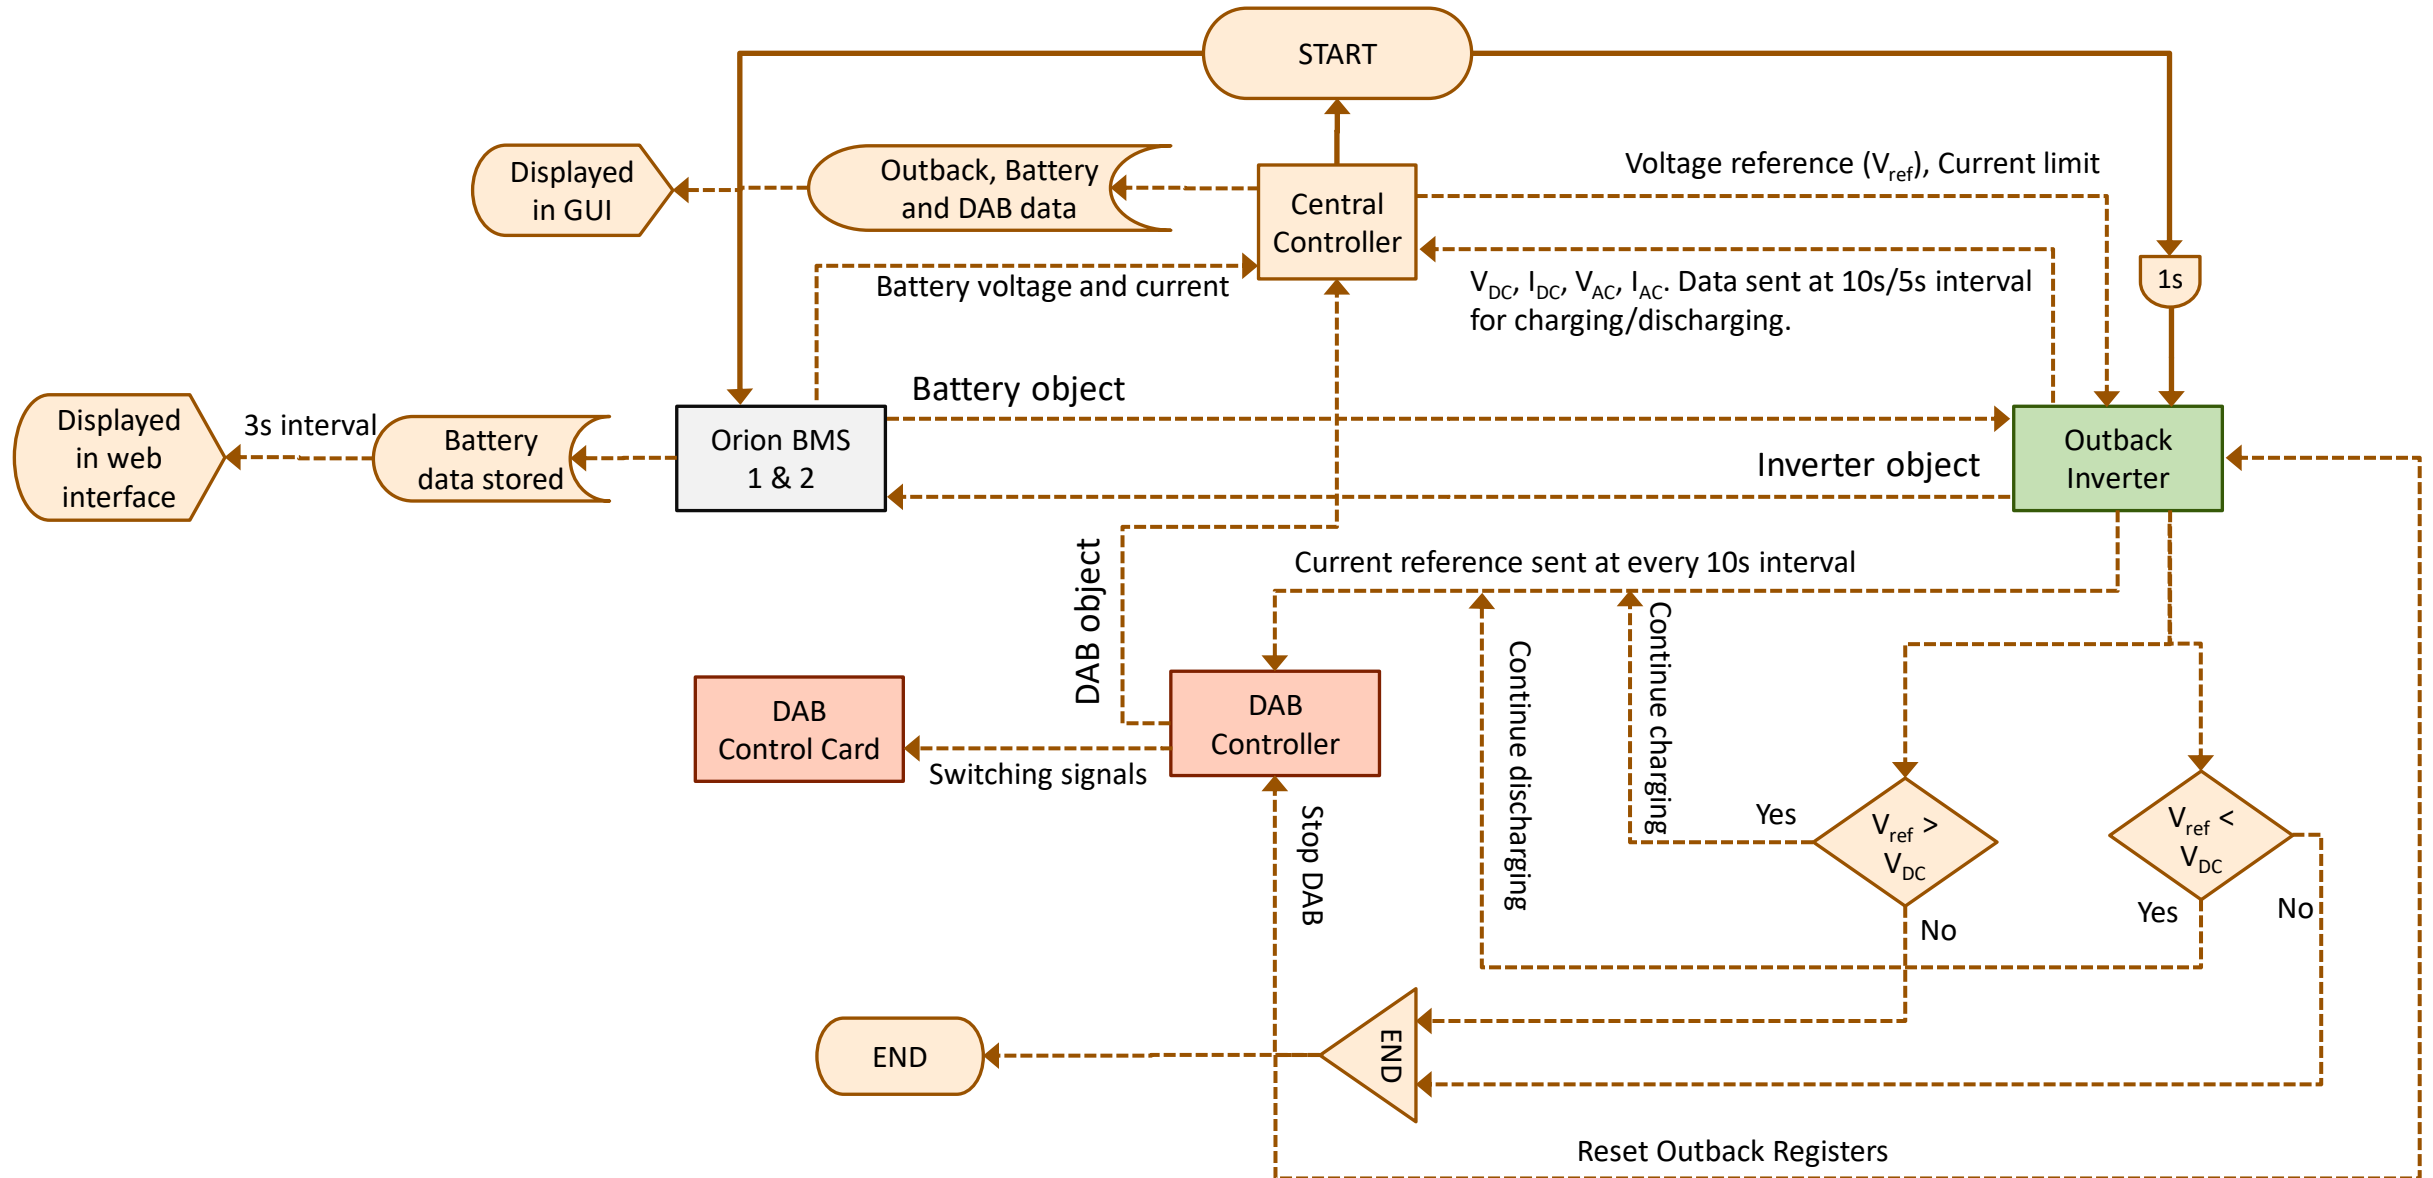 START
Displayed
in GUI
Outback, Battery
and DAB data
Central
Controller
Voltage reference (Vref), Current limit
VDC, IDC, VAC, IAC. Data sent at 10s/5s interval
for charging/discharging.
1s
Battery voltage and current
Displayed
in web
interface
3s interval
Battery
data stored
Orion BMS
1 & 2
Battery object
Inverter object
Outback
Inverter
DAB object
Current reference sent at every 10s interval
Continue charging
Continue discharging
DAB
Control Card
Switching signals
DAB
Controller
Stop DAB
Yes
Vref >
VDC
No
Vref <
VDC
Yes
No
END
END
Reset Outback Registers